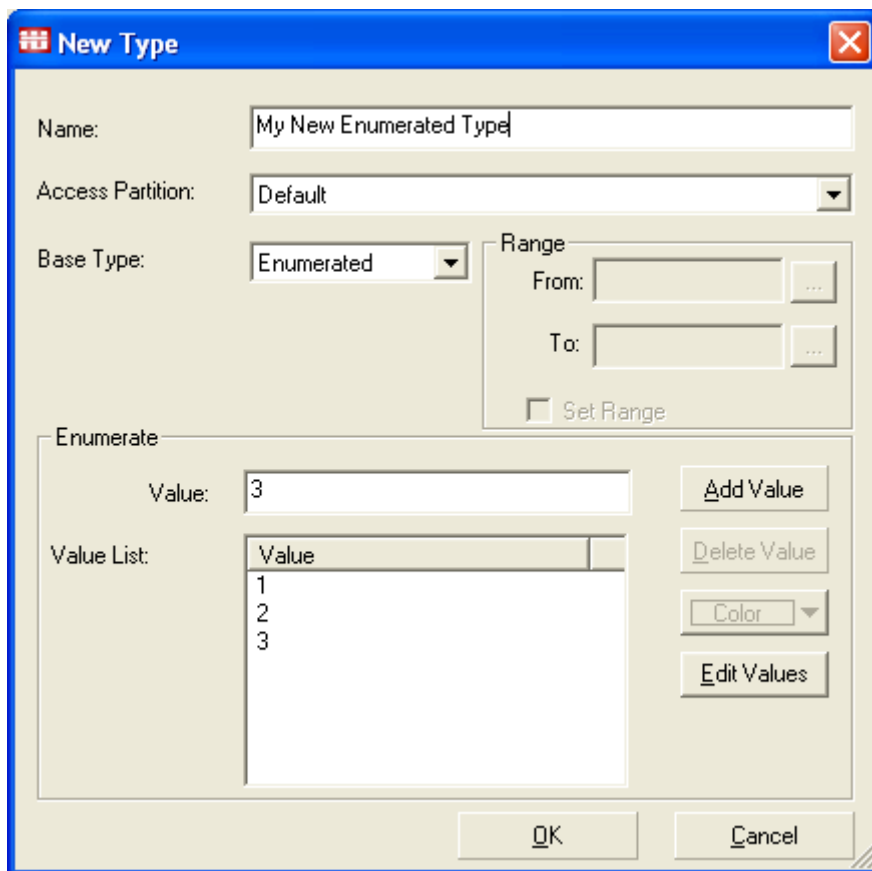 New Type
Name: My New Enumerated Type
Access Partition: Default
Base Type: Enumerated
Range
From: ...
To: ...
Set Range
Enumerate
Value: 3 Add Value
Value List: Value Delete Value
1
2 Color
3
Edit Values
OK Cancel